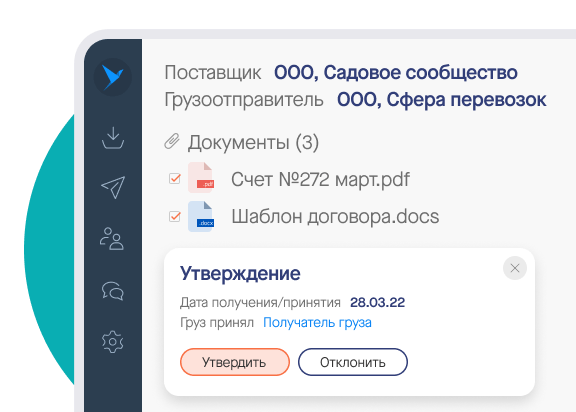 Поставщик ООО, Садовое сообщество
Грузоотправитель ООО, Сфера перевозок
Документы (3)
.pdf Счет №272 март.pdf
.docx Шаблон договора.docs
Утверждение
Дата получения/принятия 28.03.22
Груз принял Получатель груза
Утвердить Отклонить